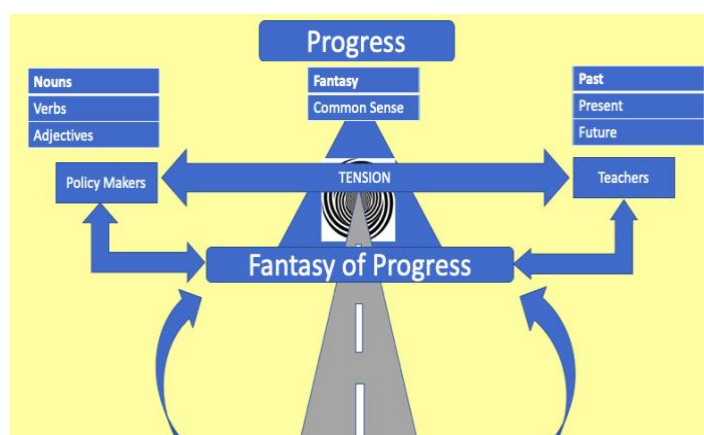 Progress
Nouns
Verbs
Adjectives
Fantasy
Common Sense
Past
Present
Future
Policy Makers
TENSION
Teachers
Fantasy of Progress